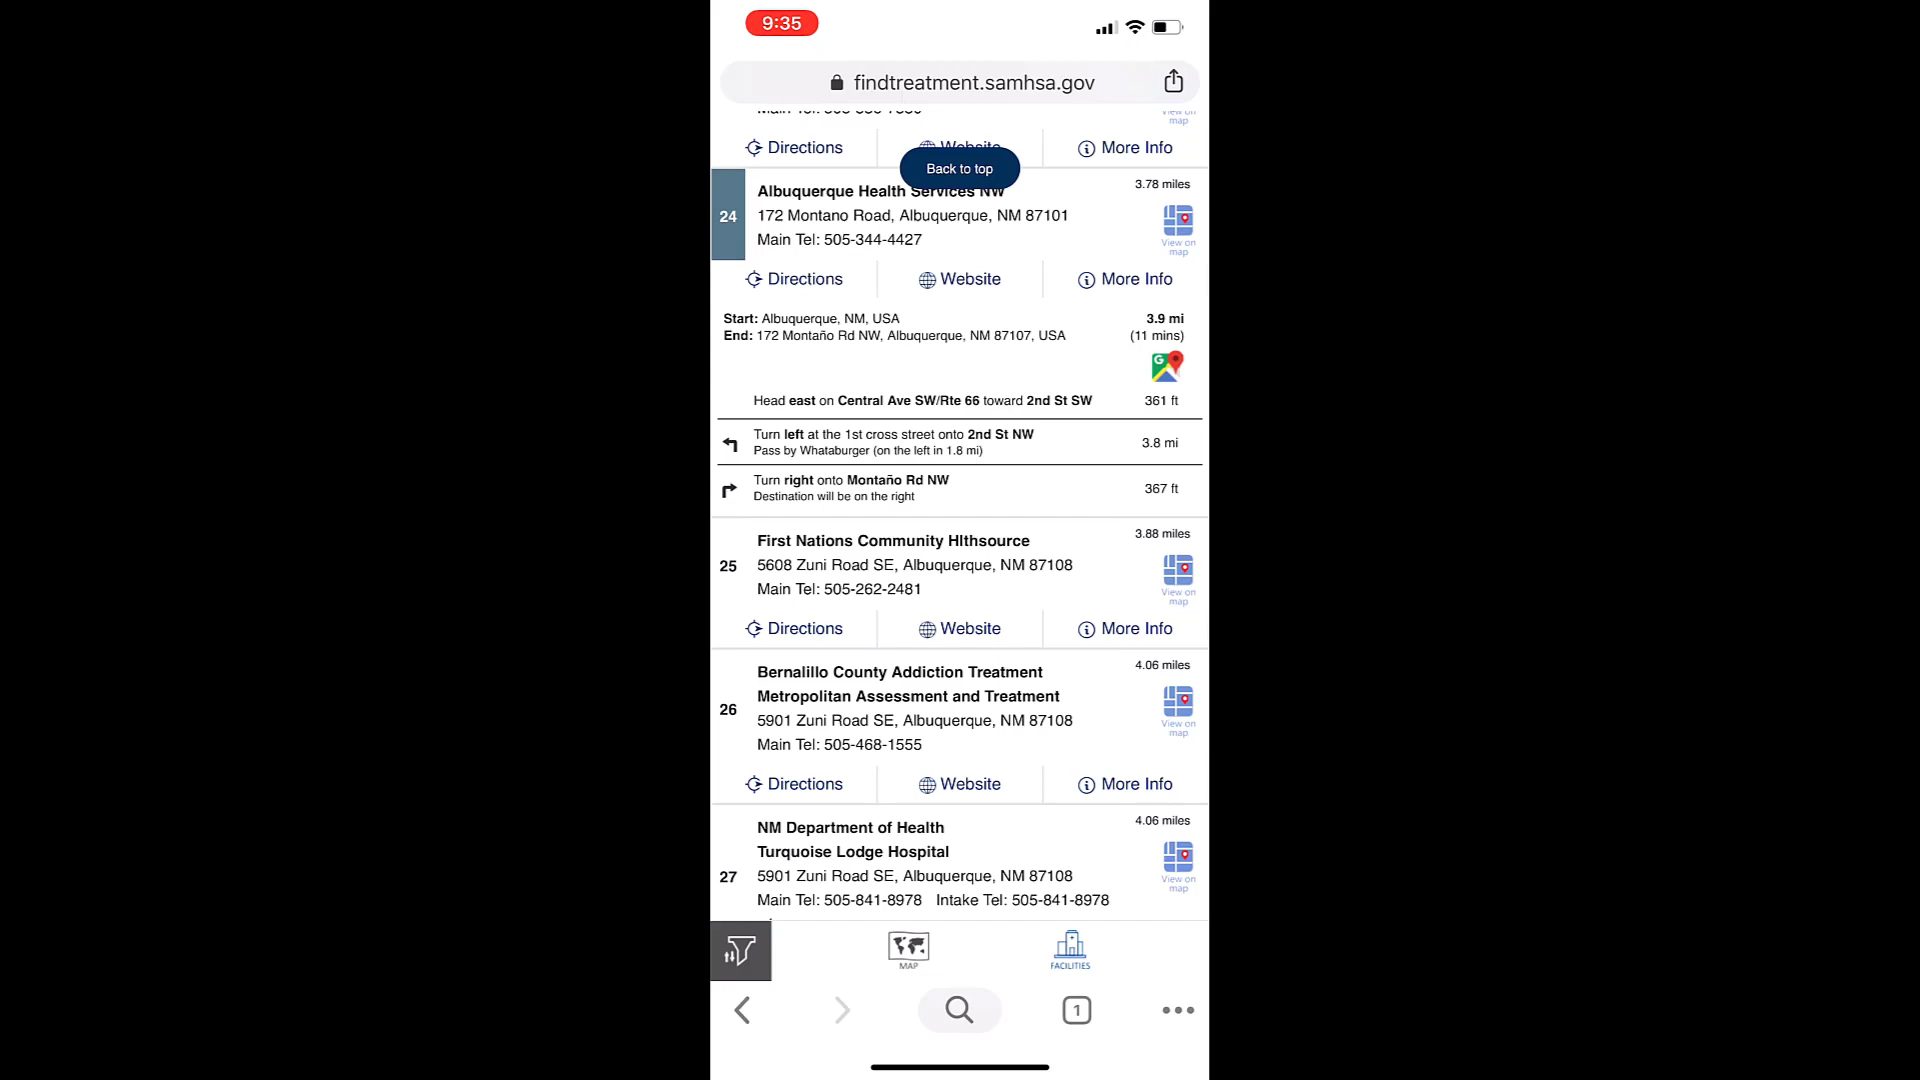 9:35
findtreatment.samhsa.gov
map
Directions Website More Info
Back to top
24
Albuquerque Health Services NW
172 Montano Road, Albuquerque, NM 87101
Main Tel: 505-344-4427
3.78 miles
View on
map
Directions Website More Info
Start: Albuquerque, NM, USA 3.9 mi
End: 172 Montaño Rd NW, Albuquerque, NM 87107, USA (11 mins)
G
Head east on Central Ave SW/Rte 66 toward 2nd St SW 361 ft
Turn left at the 1st cross street onto 2nd St NW 3.8 mi
Pass by Whataburger (on the left in 1.8 mi)
Turn right onto Montaño Rd NW 367 ft
Destination will be on the right
25
First Nations Community Hlthsource
5608 Zuni Road SE, Albuquerque, NM 87108
Main Tel: 505-262-2481
3.88 miles
View on
map
Directions Website More Info
26
Bernalillo County Addiction Treatment
Metropolitan Assessment and Treatment
5901 Zuni Road SE, Albuquerque, NM 87108
Main Tel: 505-468-1555
4.06 miles
View on
map
Directions Website More Info
27
NM Department of Health
Turquoise Lodge Hospital
5901 Zuni Road SE, Albuquerque, NM 87108
Main Tel: 505-841-8978 Intake Tel: 505-841-8978
4.06 miles
View on
map
MAP
FACILITIES
1